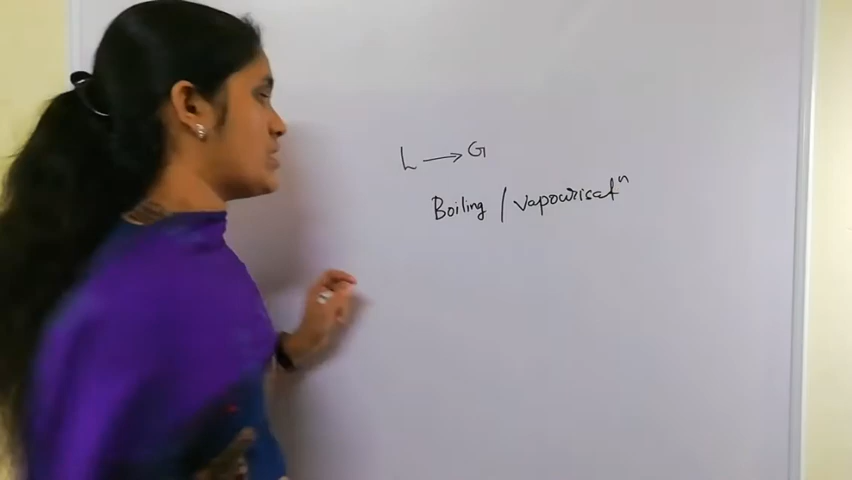 L → G
Boiling / vapourisatⁿ